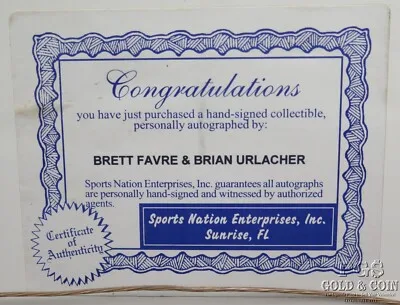 Congratulations
you have just purchased a hand-signed collectible,
personally autographed by:
BRETT FAVRE & BRIAN URLACHER
Sports Nation Enterprises, Inc. guarantees all autographs
are personally hand-signed and witnessed by authorized
agents.
Sports Nation Enterprises, Inc.
Sunrise, FL
Certificate
of
Authenticity
GOLD & COIN